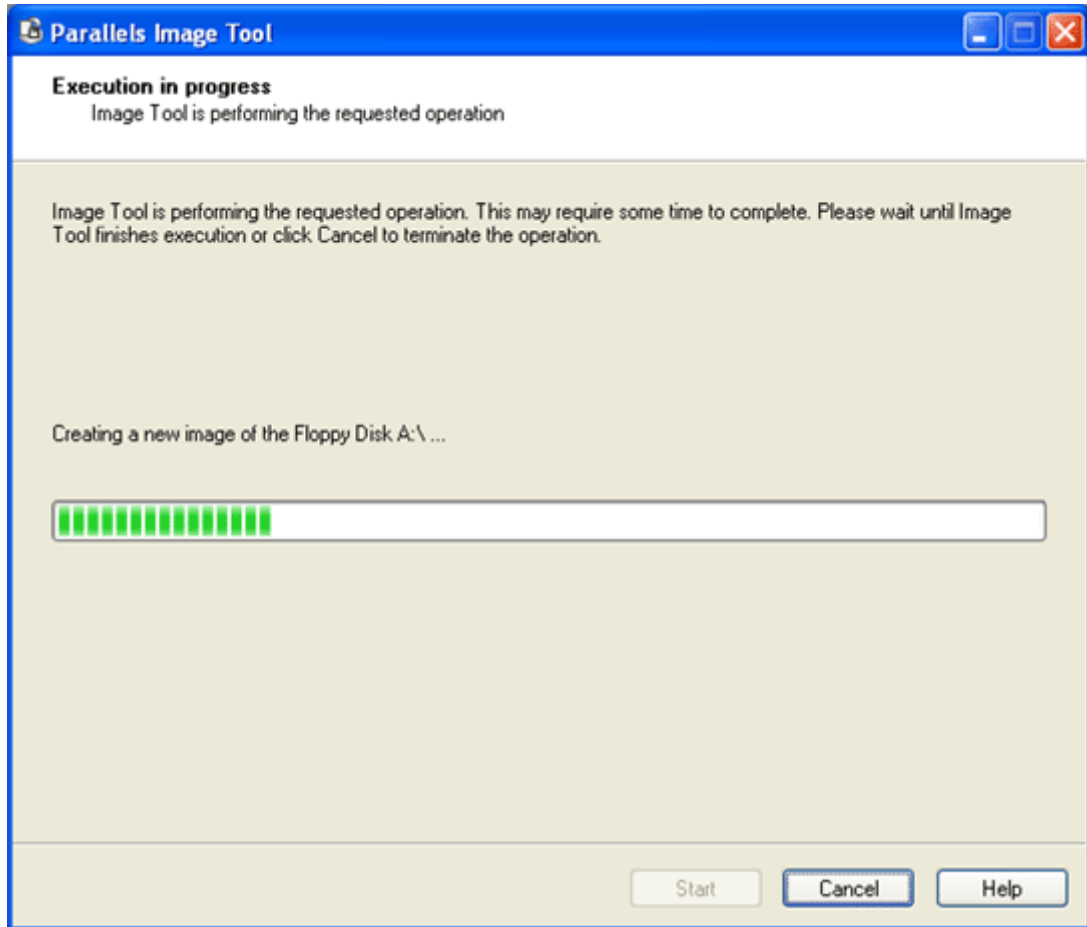 Parallels Image Tool
Execution in progress
Image Tool is performing the requested operation
Image Tool is performing the requested operation. This may require some time to complete. Please wait until Image
Tool finishes execution or click Cancel to terminate the operation.
Creating a new image of the Floppy Disk A:\ ...
Start
Cancel
Help